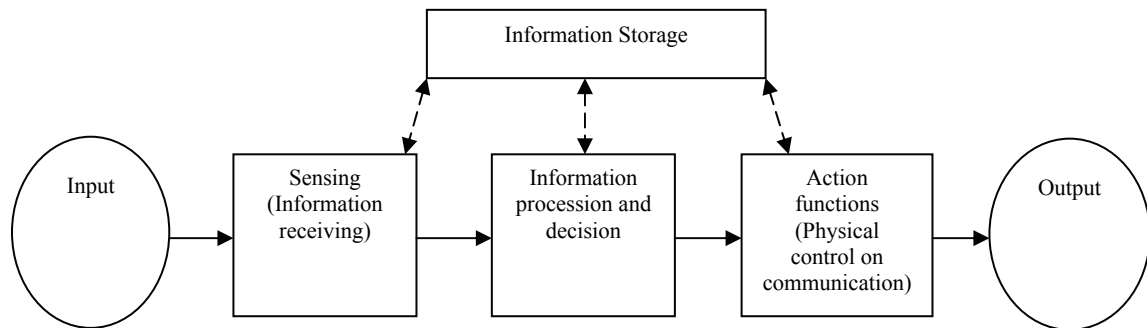 Information Storage
Input
Sensing
(Information
receiving)
Information
procession and
decision
Action
functions
(Physical
control on
communication)
Output